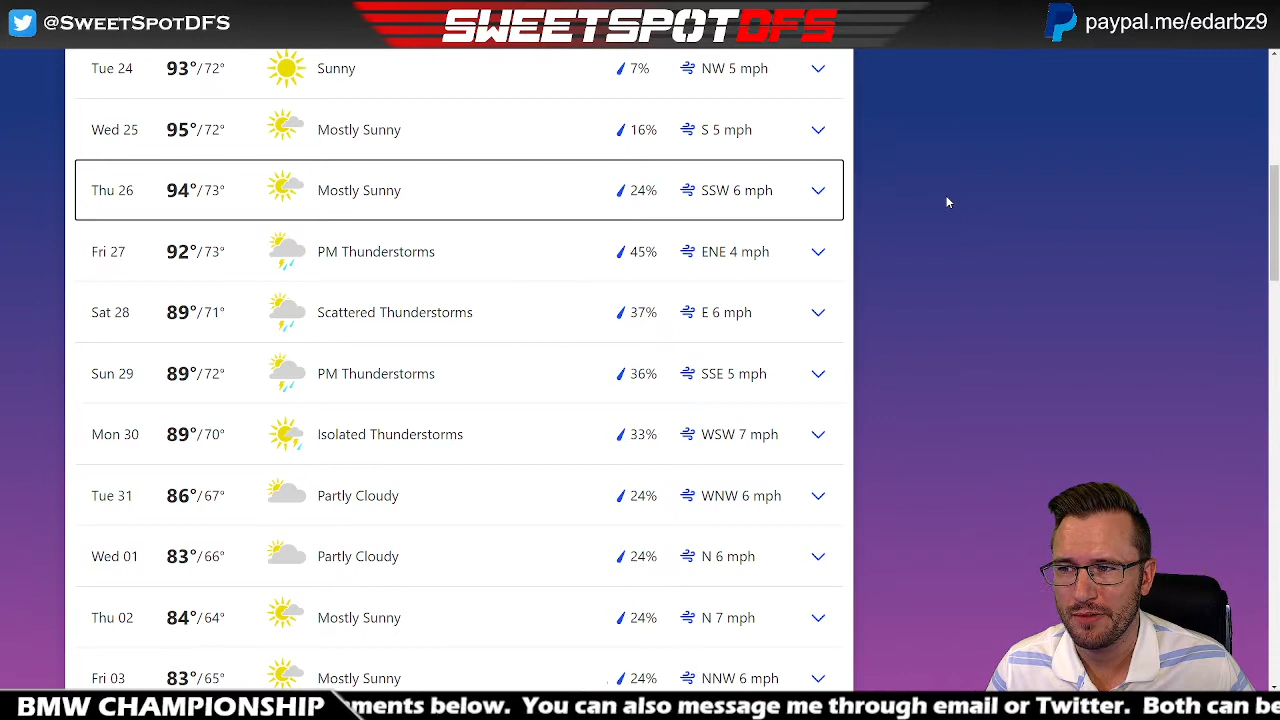 @SweetSpotDFS
SWEETSPOTDFS
paypal.me/edarbz9
Tue 24 93°/72° Sunny 7% NW 5 mph
Wed 25 95°/72° Mostly Sunny 16% S 5 mph
Thu 26 94°/73° Mostly Sunny 24% SSW 6 mph
Fri 27 92°/73° PM Thunderstorms 45% ENE 4 mph
Sat 28 89°/71° Scattered Thunderstorms 37% E 6 mph
Sun 29 89°/72° PM Thunderstorms 36% SSE 5 mph
Mon 30 89°/70° Isolated Thunderstorms 33% WSW 7 mph
Tue 31 86°/67° Partly Cloudy 24% WNW 6 mph
Wed 01 83°/66° Partly Cloudy 24% N 6 mph
Thu 02 84°/64° Mostly Sunny 24% N 7 mph
Fri 03 83°/65° Mostly Sunny 24% NNW 6 mph
BMW CHAMPIONSHIP ments below. You can also message me through email or Twitter. Both can be